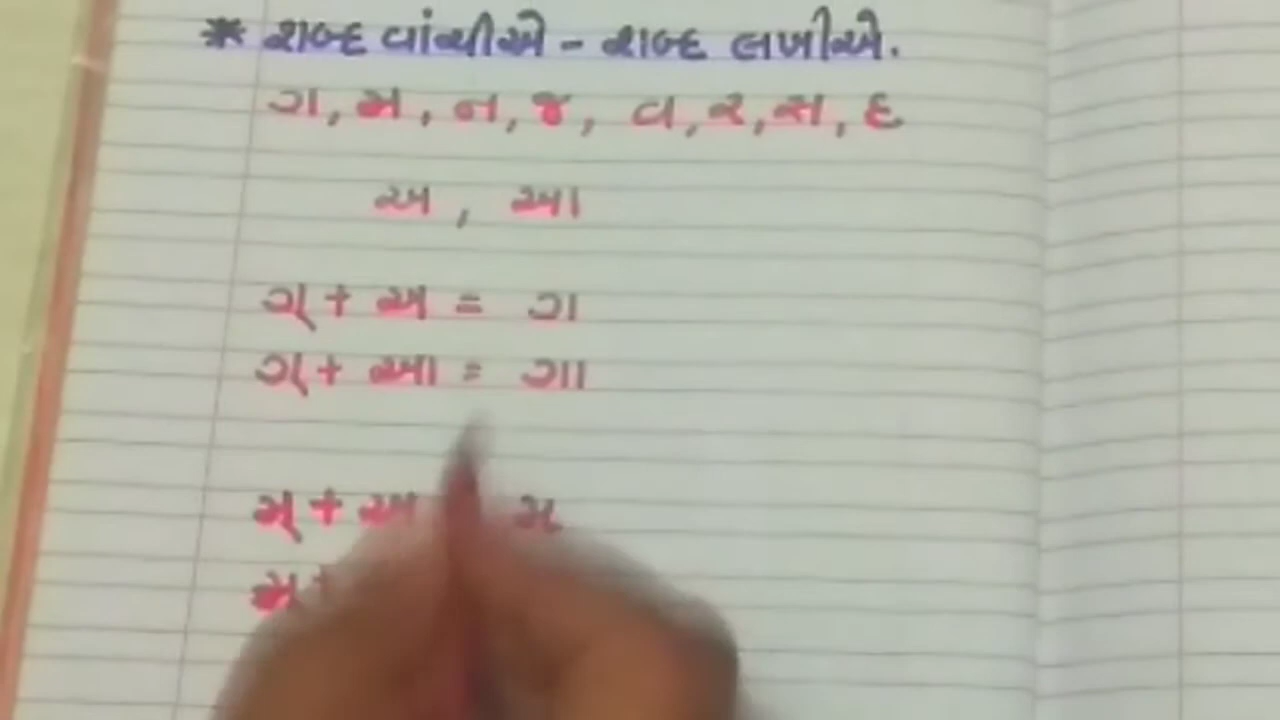 * શબ્દ વાંચીએ - શબ્દ લખીએ.
ગ, મ, ન, જ, વ, ર, સ, દ
અ , આ
ગ્ + અ = ગ
ગ્ + આ = ગા
મ્ + અ મ
મ્ +